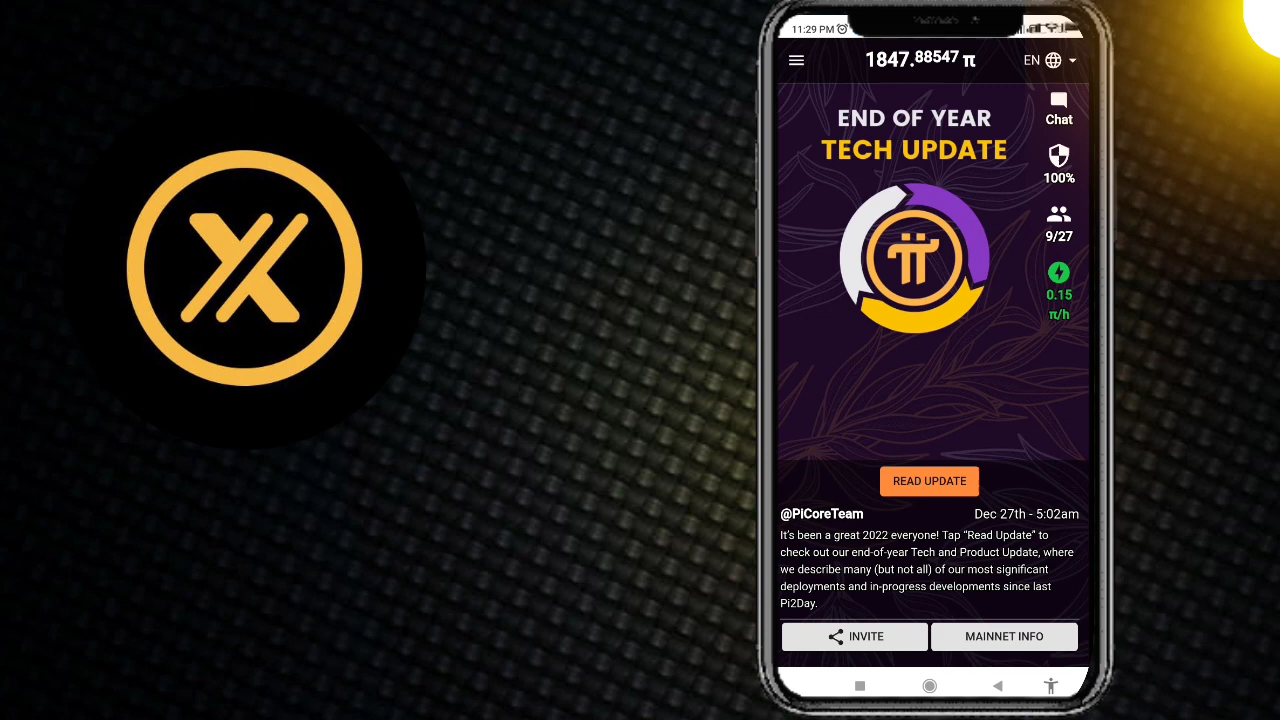 11:29 PM
1847.88547 π
EN
END OF YEAR
TECH UPDATE
Chat
100%
9/27
0.15
π/h
READ UPDATE
@PiCoreTeam
Dec 27th - 5:02am
It's been a great 2022 everyone! Tap “Read Update” to
check out our end-of-year Tech and Product Update, where
we describe many (but not all) of our most significant
deployments and in-progress developments since last
Pi2Day.
INVITE
MAINNET INFO